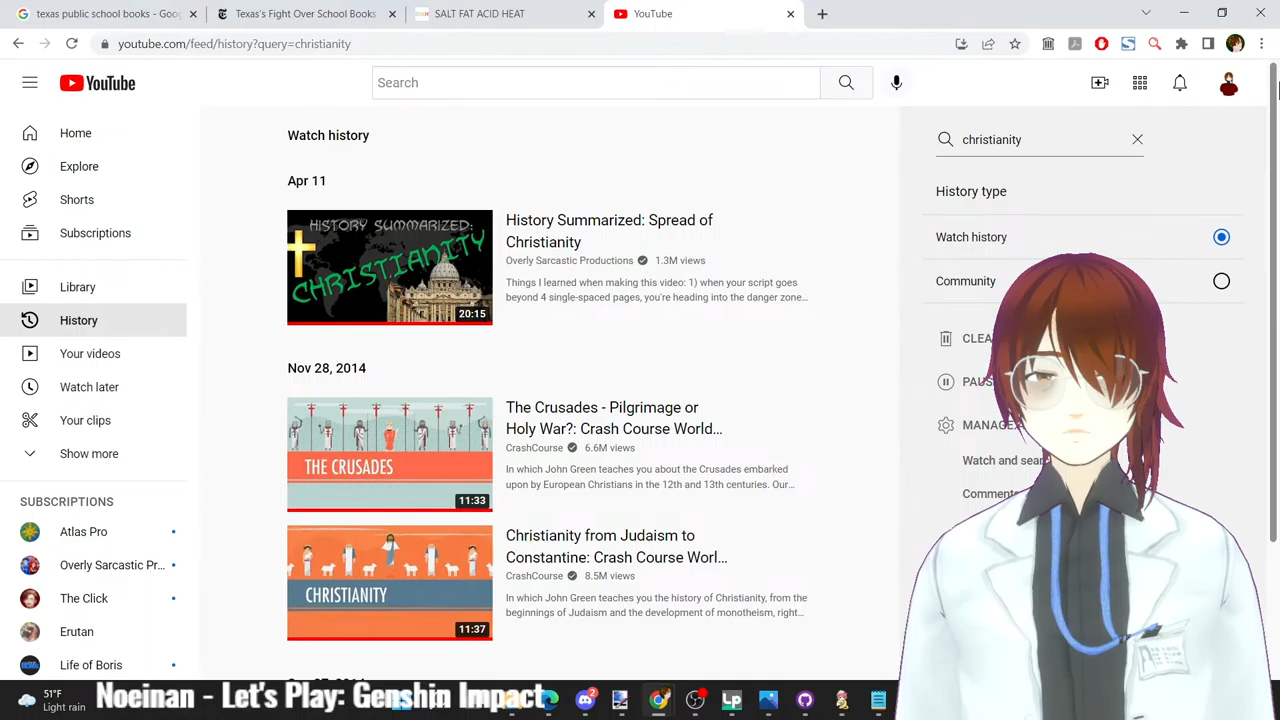 texas public school books - Goog
Texas's Fight Over School Books
SALT FAT ACID HEAT
YouTube
youtube.com/feed/history?query=christianity
YouTube
Search
Home
Explore
Shorts
Subscriptions
Library
History
Your videos
Watch later
Your clips
Show more
SUBSCRIPTIONS
Atlas Pro
Overly Sarcastic Pr...
The Click
Erutan
Life of Boris
Watch history
Apr 11
HISTORY SUMMARIZED:
CHRISTIANITY
20:15
History Summarized: Spread of
Christianity
Overly Sarcastic Productions 1.3M views
Things I learned when making this video: 1) when your script goes
beyond 4 single-spaced pages, you're heading into the danger zone...
Nov 28, 2014
THE CRUSADES
11:33
The Crusades - Pilgrimage or
Holy War?: Crash Course World...
CrashCourse 6.6M views
In which John Green teaches you about the Crusades embarked
upon by European Christians in the 12th and 13th centuries. Our...
CHRISTIANITY
11:37
Christianity from Judaism to
Constantine: Crash Course Worl...
CrashCourse 8.5M views
In which John Green teaches you the history of Christianity, from the
beginnings of Judaism and the development of monotheism, right...
christianity
History type
Watch history
Community
CLEA
PAUS
MANAGE
Watch and sear
Comments
51°F
Light rain
2
Noeinan - Let's Play: Genshin Impact